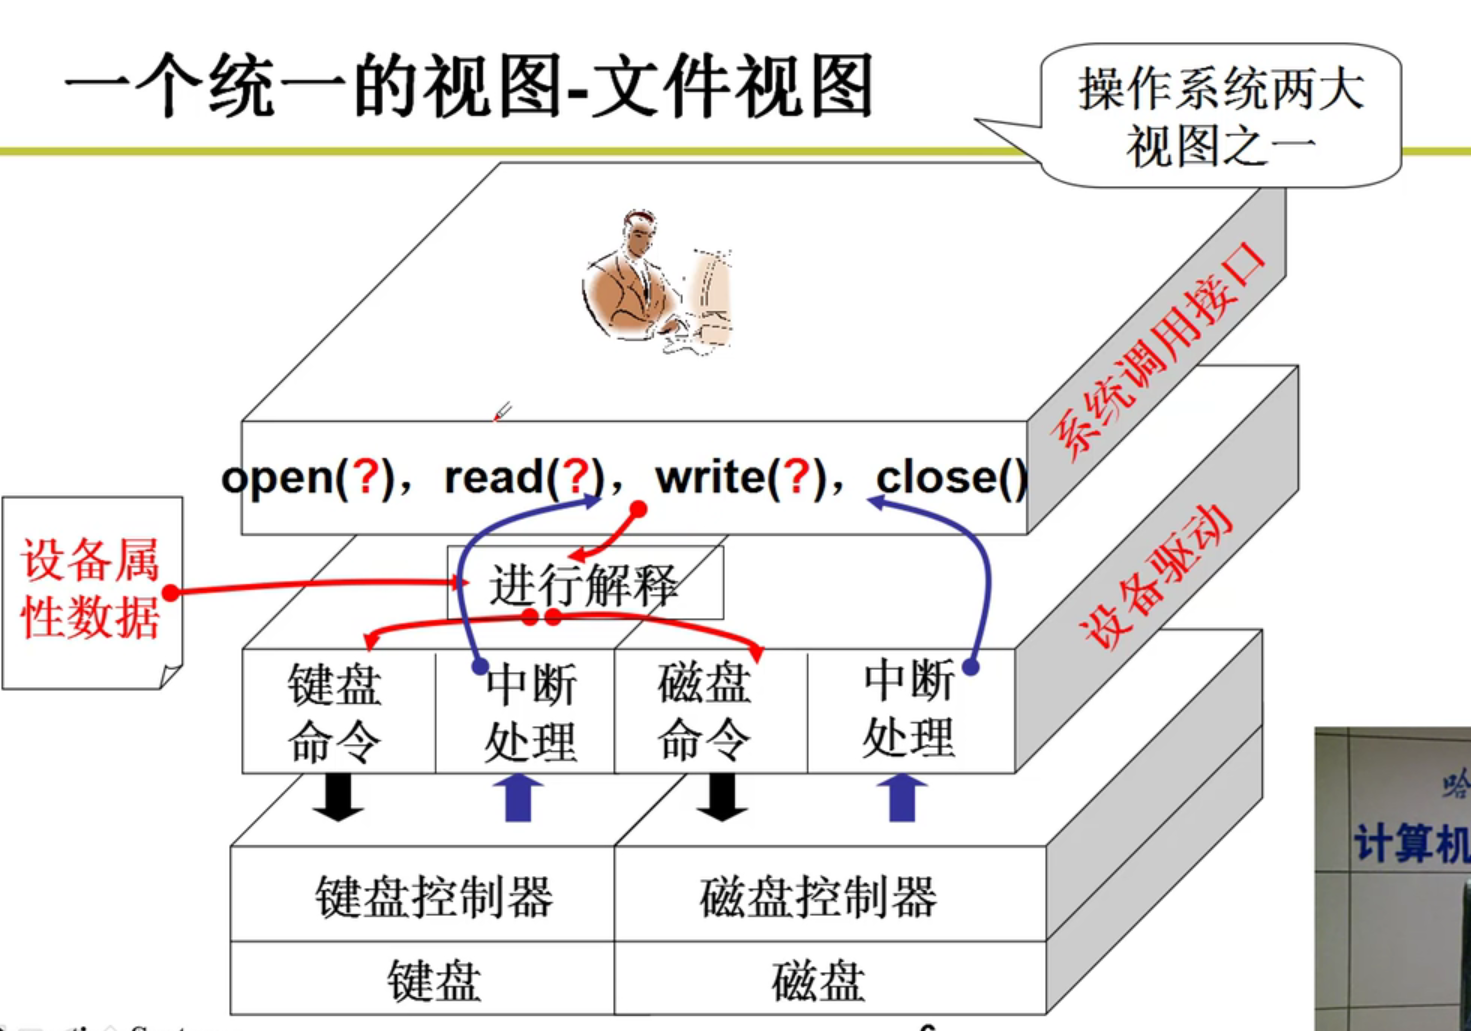 一个统一的视图-文件视图
操作系统两大
视图之一
系统调用接口
open(?)，read(?)，write(?)，close()
设备属
性数据
进行解释
设备驱动
键盘
命令
中断
处理
磁盘
命令
中断
处理
键盘控制器
磁盘控制器
键盘
磁盘
哈
计算机